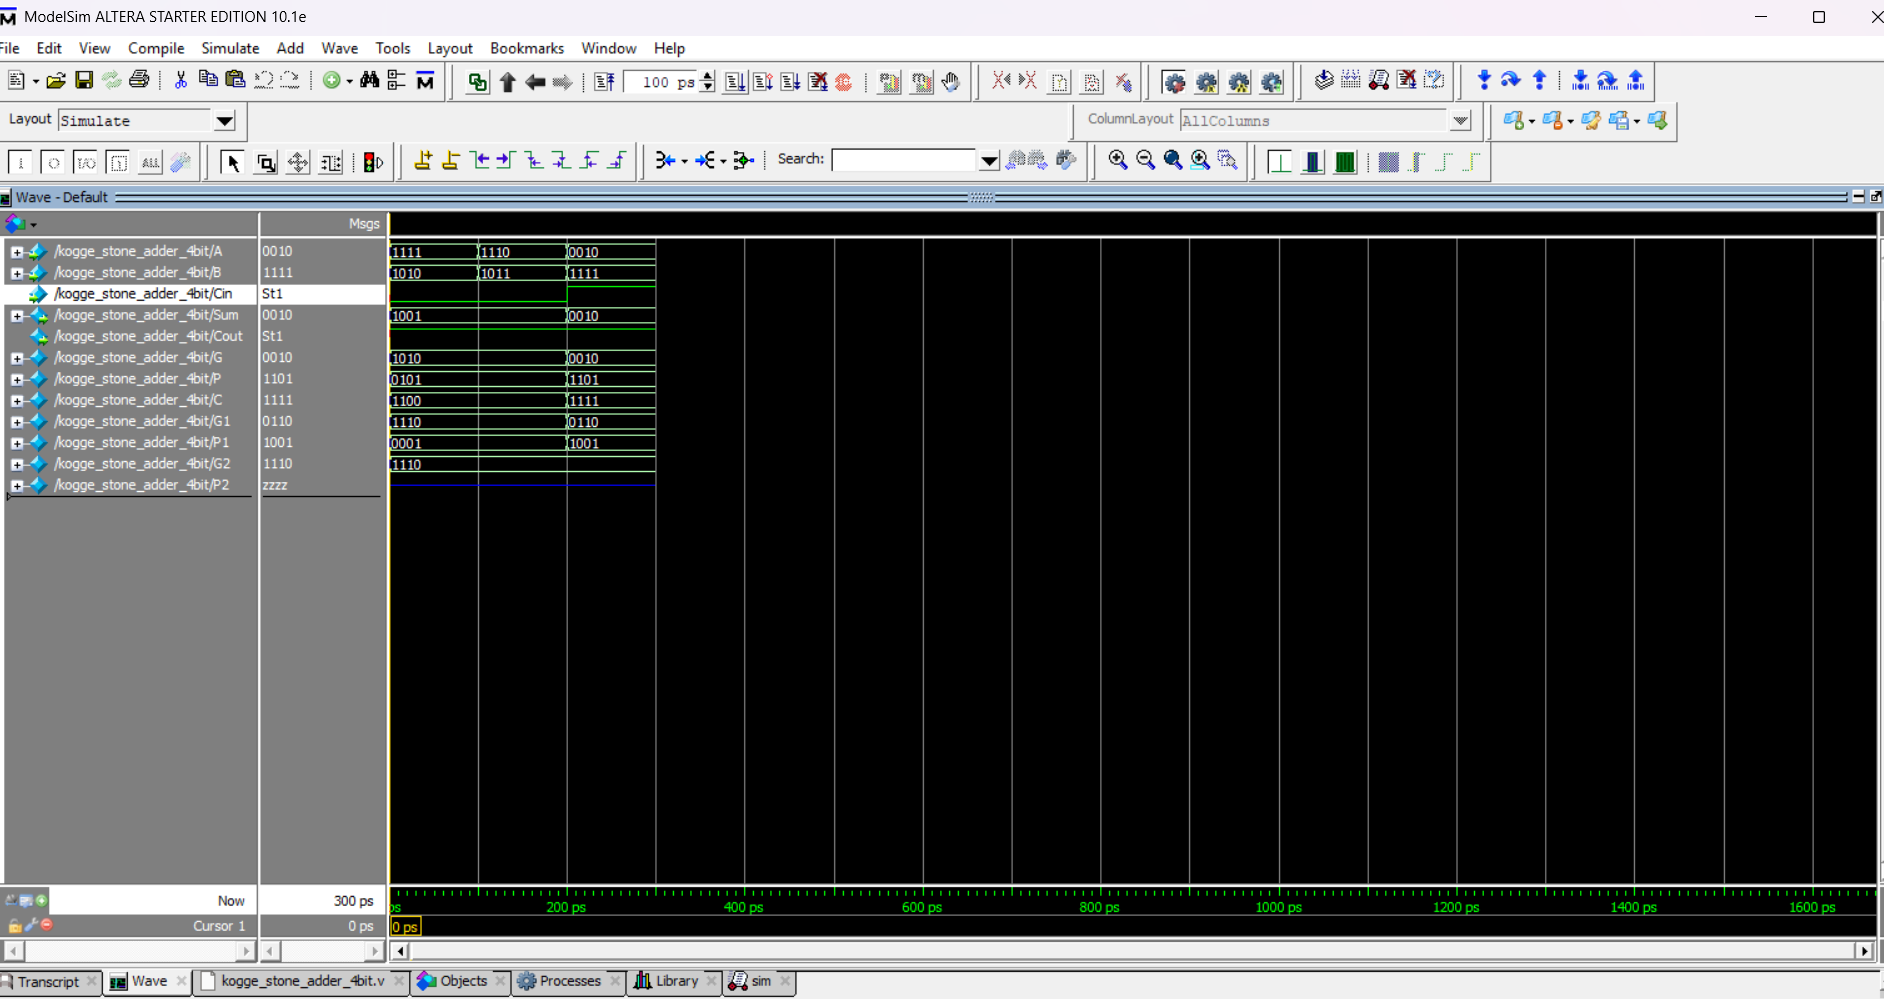 ModelSim ALTERA STARTER EDITION 10.1e
File Edit View Compile Simulate Add Wave Tools Layout Bookmarks Window Help
100 ps
Layout Simulate ColumnLayout AllColumns
I O I/O ALL Search:
Wave - Default
Msgs
/kogge_stone_adder_4bit/A 0010 1111 1110 0010
/kogge_stone_adder_4bit/B 1111 1010 1011 1111
/kogge_stone_adder_4bit/Cin St1
/kogge_stone_adder_4bit/Sum 0010 1001 0010
/kogge_stone_adder_4bit/Cout St1
/kogge_stone_adder_4bit/G 0010 1010 0010
/kogge_stone_adder_4bit/P 1101 0101 1101
/kogge_stone_adder_4bit/C 1111 1100 1111
/kogge_stone_adder_4bit/G1 0110 1110 0110
/kogge_stone_adder_4bit/P1 1001 0001 1001
/kogge_stone_adder_4bit/G2 1110 1110
/kogge_stone_adder_4bit/P2 zzzz
Now 300 ps ps 200 ps 400 ps 600 ps 800 ps 1000 ps 1200 ps 1400 ps 1600 ps
Cursor 1 0 ps 0 ps
Transcript Wave kogge_stone_adder_4bit.v Objects Processes Library sim